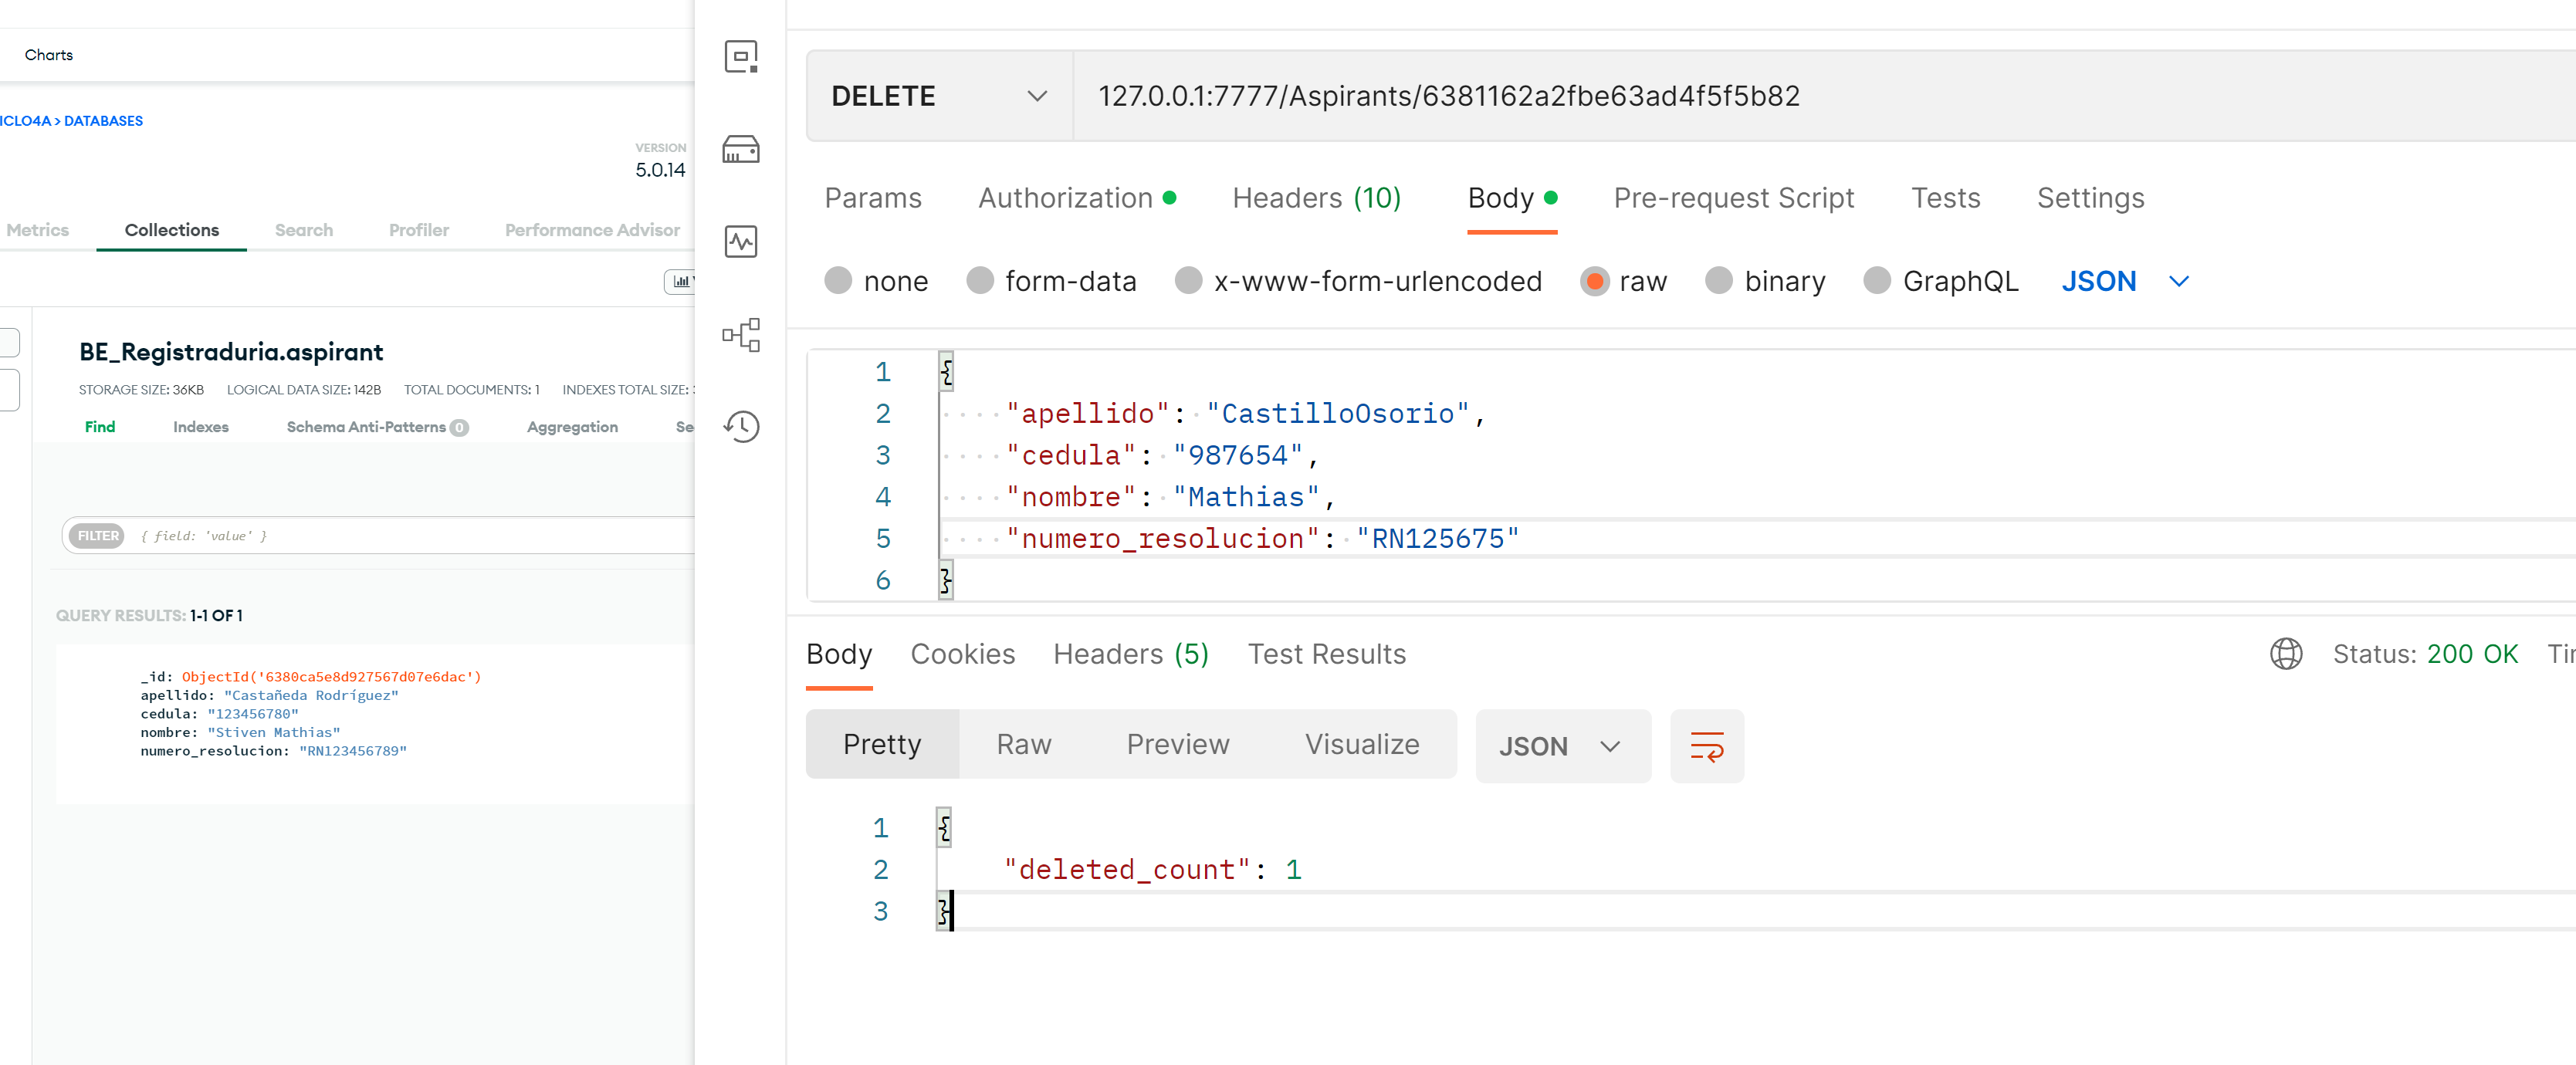 Charts
ICLO4A > DATABASES
VERSION
5.0.14
Metrics Collections Search Profiler Performance Advisor
BE_Registraduria.aspirant
STORAGE SIZE: 36KB LOGICAL DATA SIZE: 142B TOTAL DOCUMENTS: 1 INDEXES TOTAL SIZE:
Find Indexes Schema Anti-Patterns 0 Aggregation Se
FILTER { field: 'value' }
QUERY RESULTS: 1-1 OF 1
_id: ObjectId('6380ca5e8d927567d07e6dac')
apellido: "Castañeda Rodríguez"
cedula: "123456780"
nombre: "Stiven Mathias"
numero_resolucion: "RN123456789"
DELETE 127.0.0.1:7777/Aspirants/6381162a2fbe63ad4f5f5b82
Params Authorization Headers (10) Body Pre-request Script Tests Settings
none form-data x-www-form-urlencoded raw binary GraphQL JSON
1 {
2 "apellido": "CastilloOsorio",
3 "cedula": "987654",
4 "nombre": "Mathias",
5 "numero_resolucion": "RN125675"
6 }
Body Cookies Headers (5) Test Results Status: 200 OK Tir
Pretty Raw Preview Visualize JSON
1 {
2 "deleted_count": 1
3 }